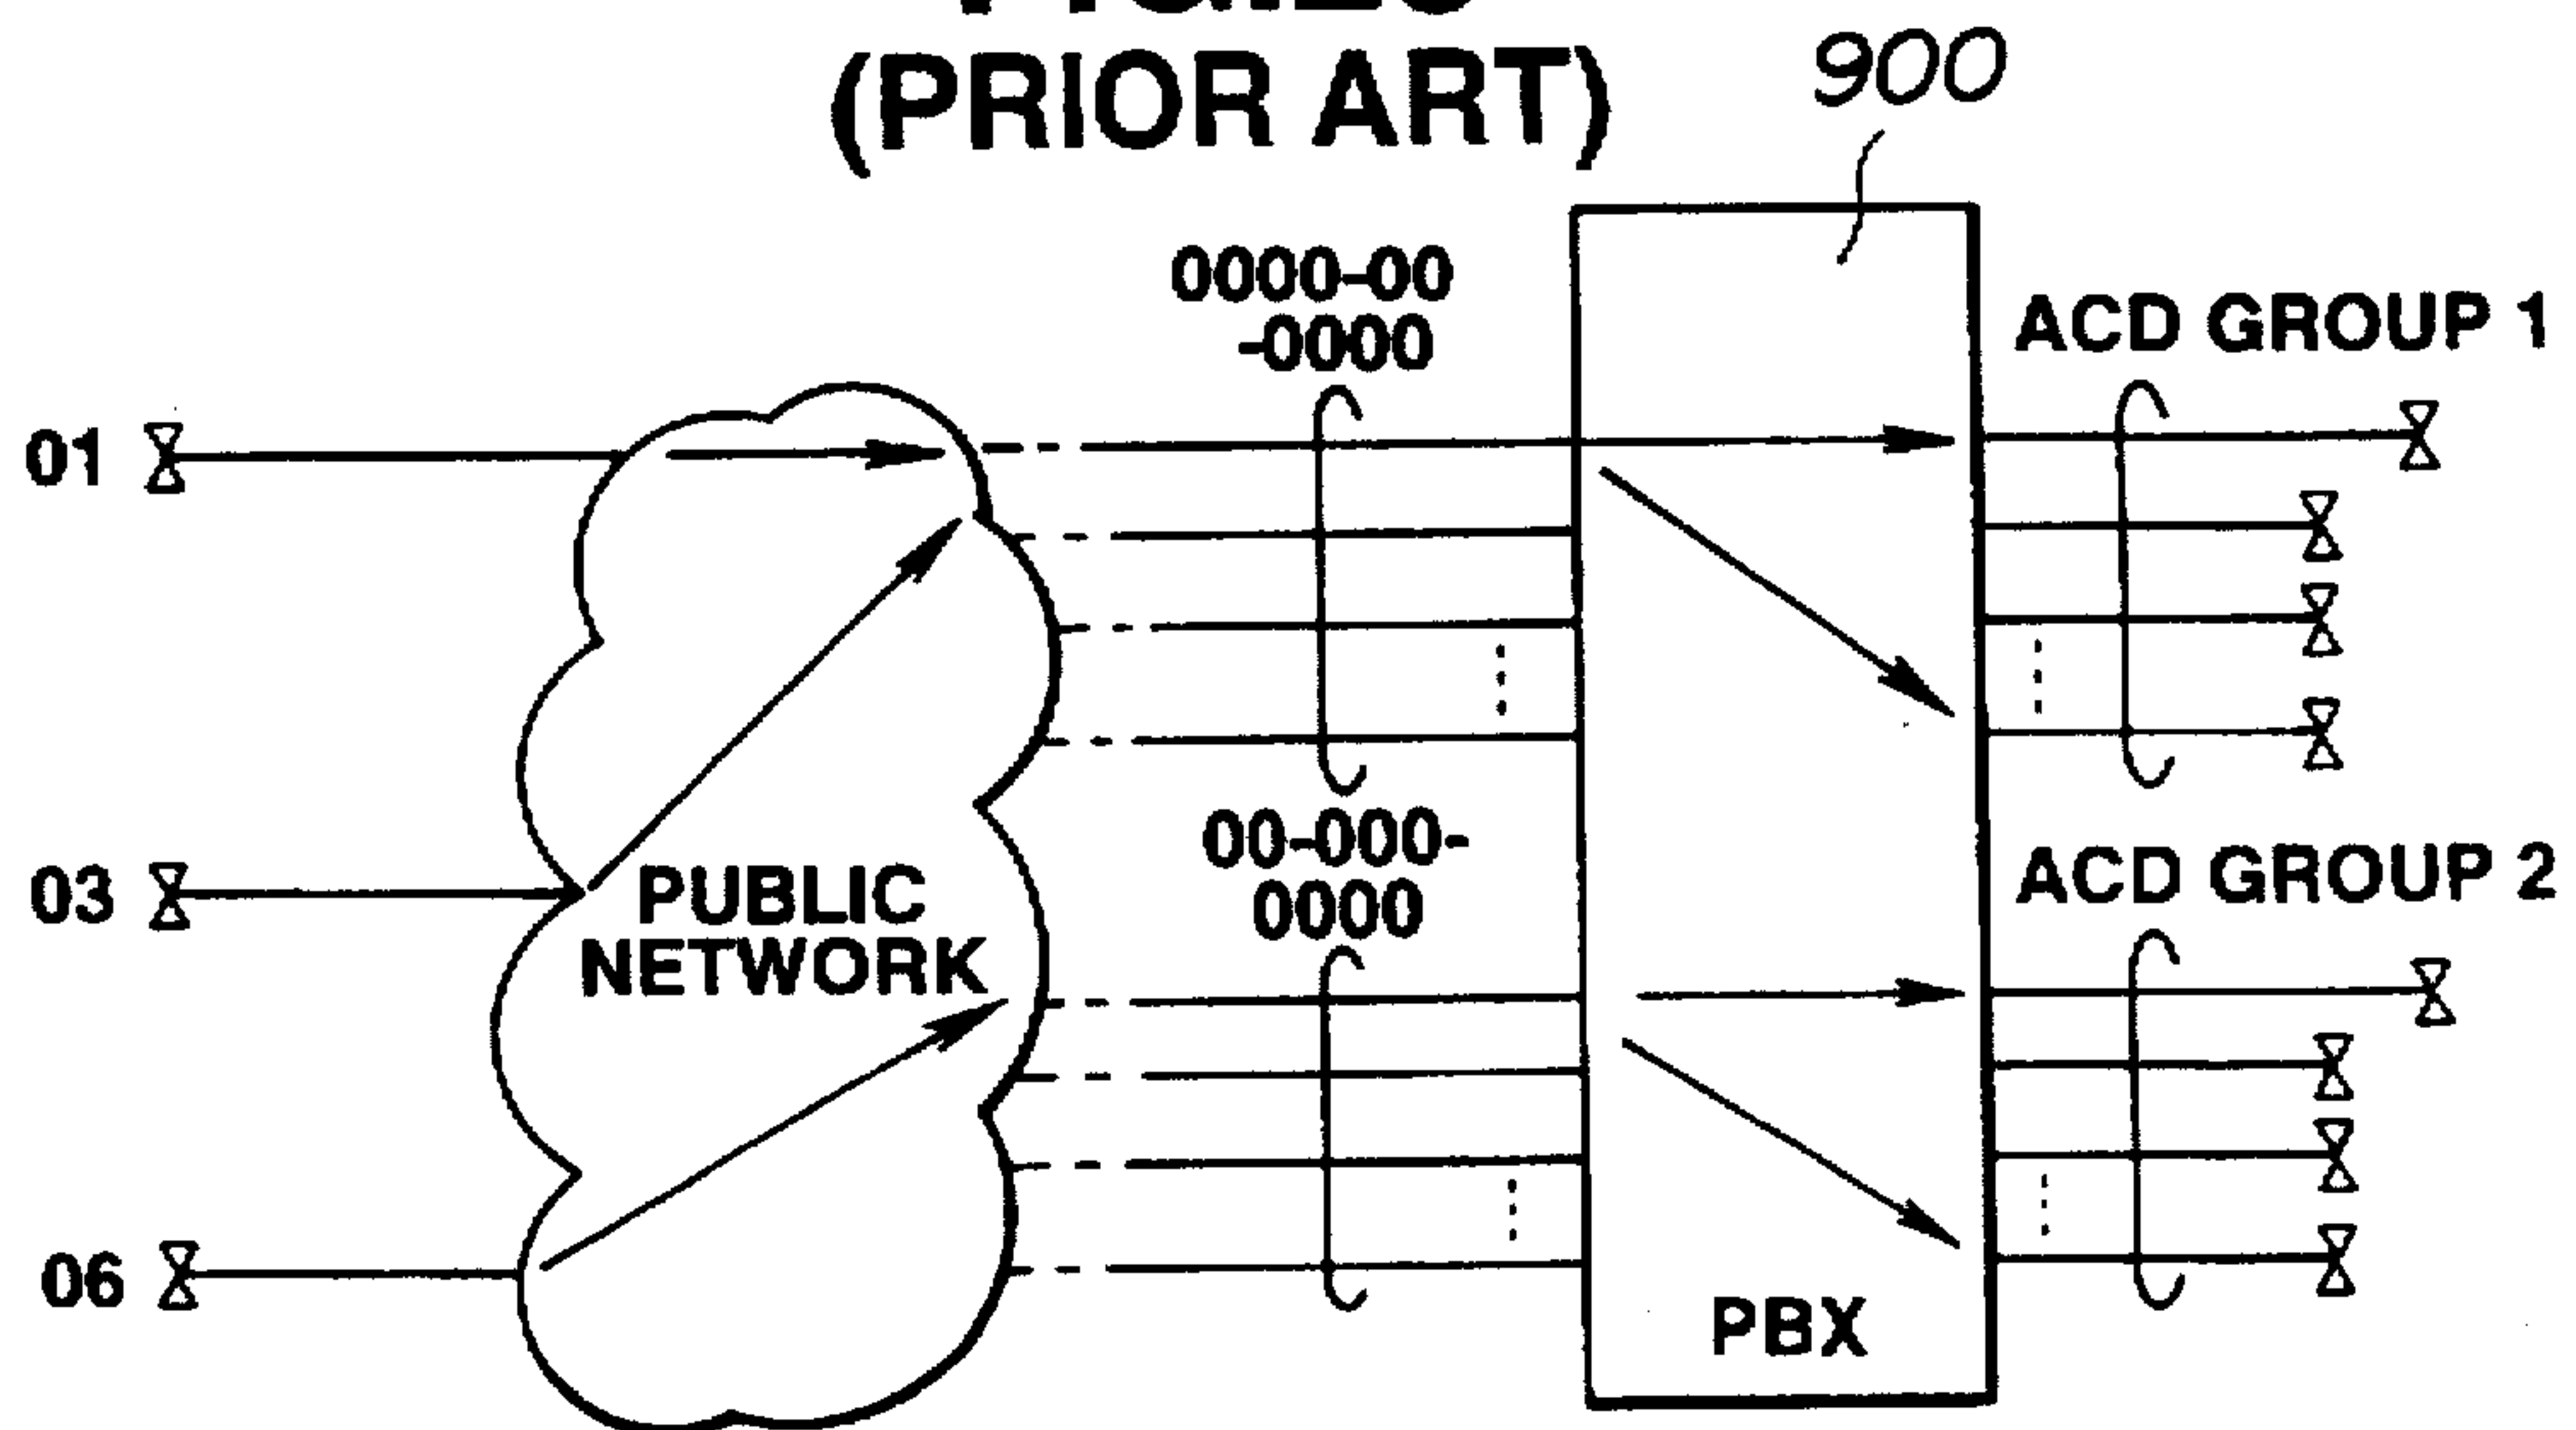 (PRIOR ART)
900
0000-00
-0000
ACD GROUP 1
01
03
00-000-
0000
ACD GROUP 2
PUBLIC
NETWORK
06
PBX